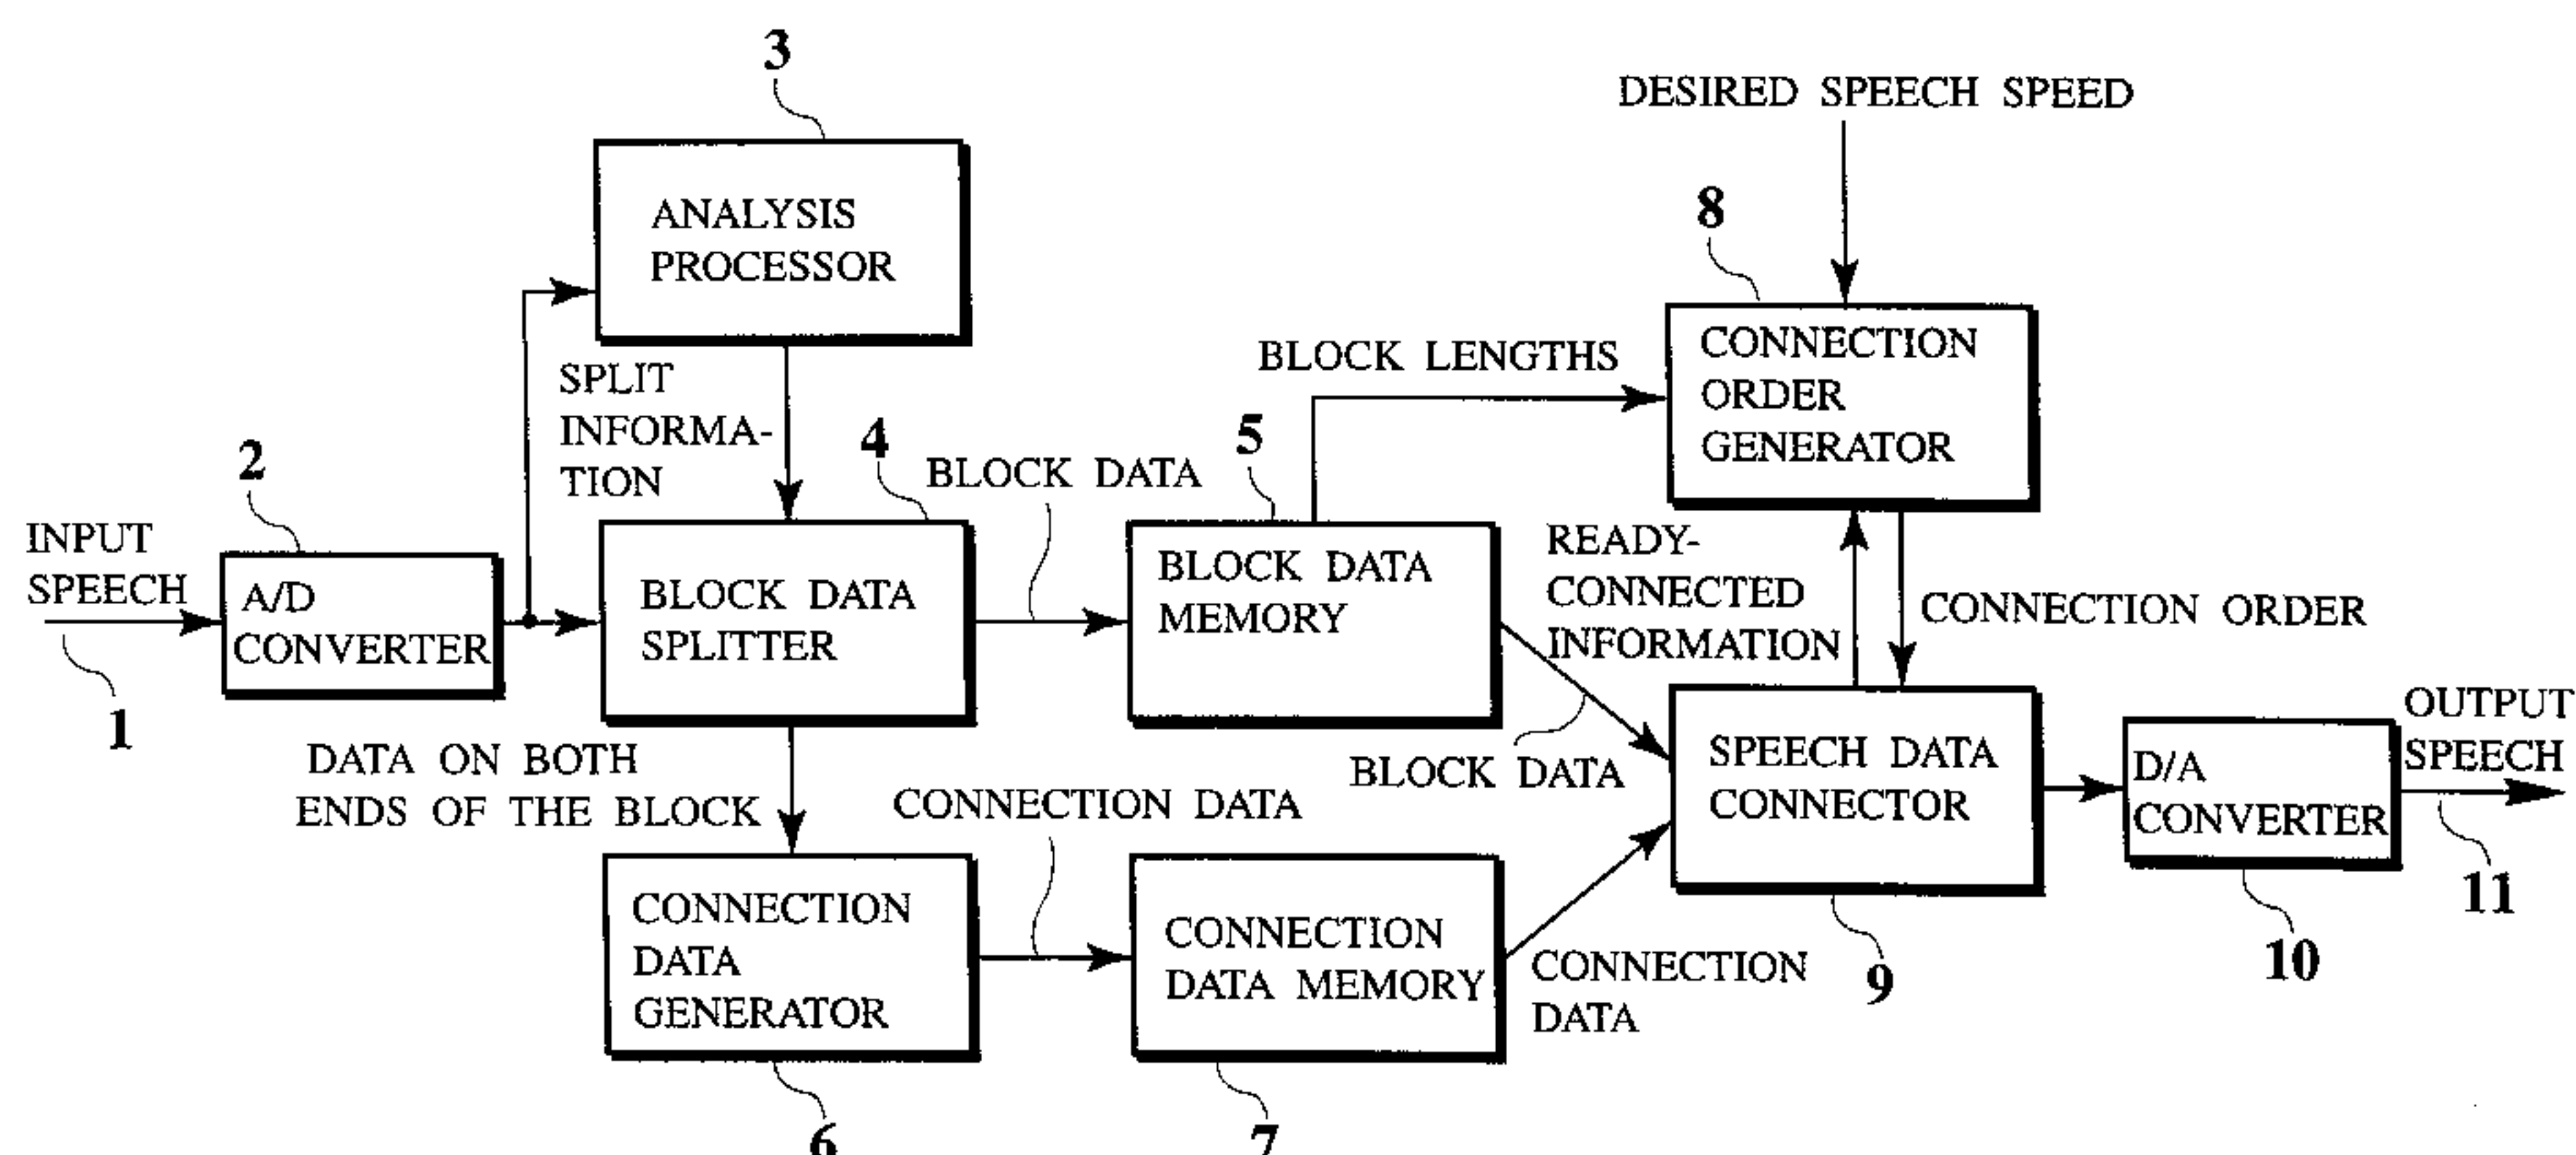 3
ANALYSIS
PROCESSOR
DESIRED SPEECH SPEED
8
CONNECTION
ORDER
GENERATOR
BLOCK LENGTHS
SPLIT
INFORMA-
TION
2
INPUT
SPEECH
A/D
CONVERTER
1
4
BLOCK DATA
SPLITTER
BLOCK DATA
5
BLOCK DATA
MEMORY
READY-
CONNECTED
INFORMATION
CONNECTION ORDER
BLOCK DATA
DATA ON BOTH
ENDS OF THE BLOCK
CONNECTION DATA
SPEECH DATA
CONNECTOR
9
D/A
CONVERTER
10
OUTPUT
SPEECH
11
CONNECTION
DATA
GENERATOR
6
CONNECTION
DATA MEMORY
7
CONNECTION
DATA